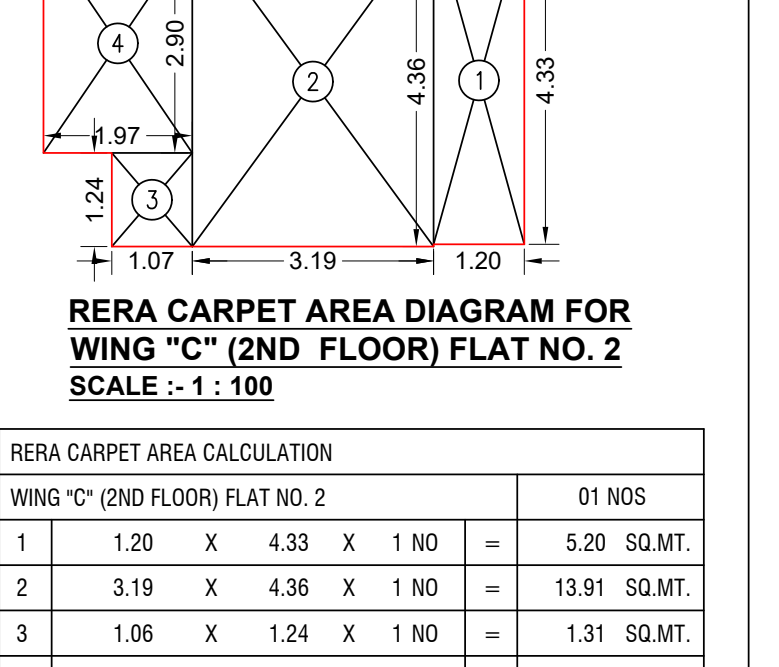 4
2.90
2
4.36
1
4.33
1.97
1.24
3
1.07
3.19
1.20
RERA CARPET AREA DIAGRAM FOR
WING "C" (2ND FLOOR) FLAT NO. 2
SCALE :- 1 : 100
RERA CARPET AREA CALCULATION
WING "C" (2ND FLOOR) FLAT NO. 2 01 NOS
1 1.20 X 4.33 X 1 NO = 5.20 SQ.MT.
2 3.19 X 4.36 X 1 NO = 13.91 SQ.MT.
3 1.06 X 1.24 X 1 NO = 1.31 SQ.MT.